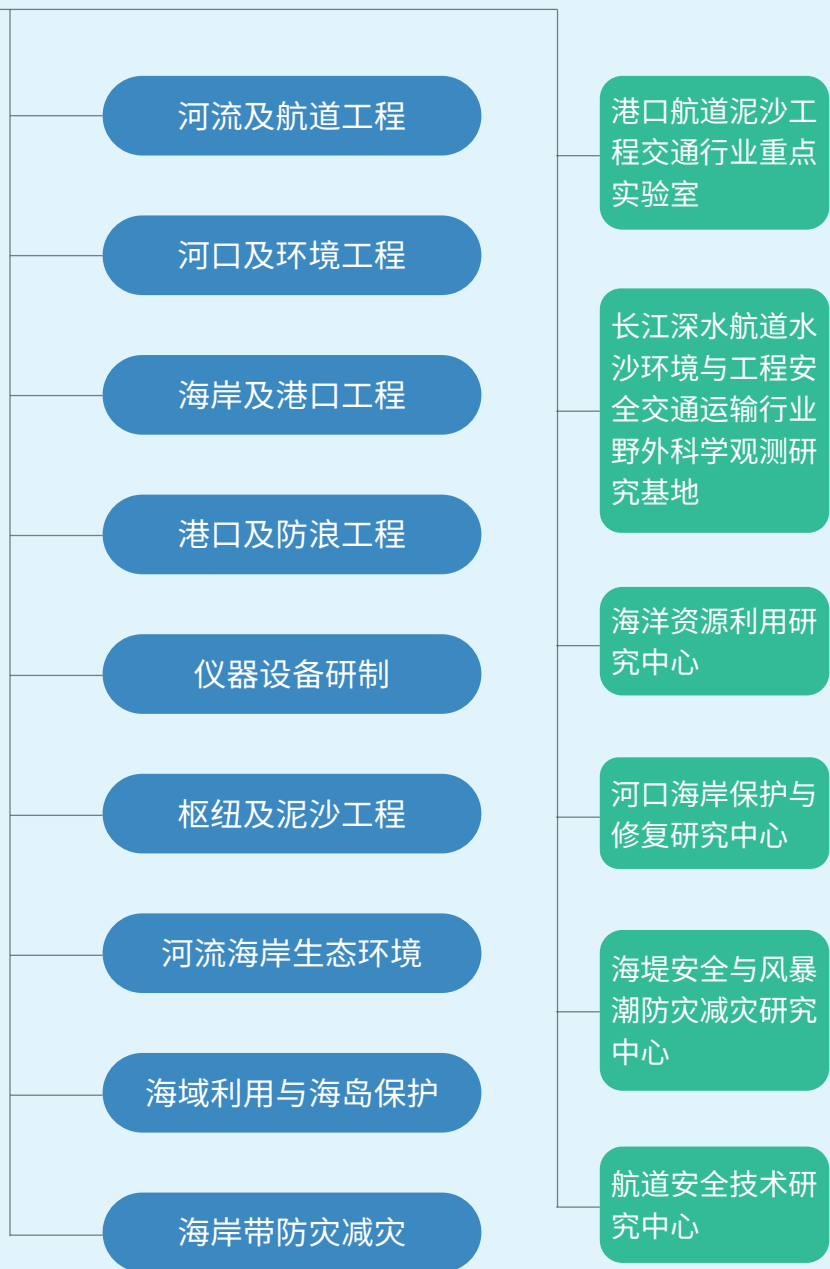 河流及航道工程
河口及环境工程
海岸及港口工程
港口及防浪工程
仪器设备研制
枢纽及泥沙工程
河流海岸生态环境
海域利用与海岛保护
海岸带防灾减灾
港口航道泥沙工
程交通行业重点
实验室
长江深水航道水
沙环境与工程安
全交通运输行业
野外科学观测研
究基地
海洋资源利用研
究中心
河口海岸保护与
修复研究中心
海堤安全与风暴
潮防灾减灾研究
中心
航道安全技术研
究中心